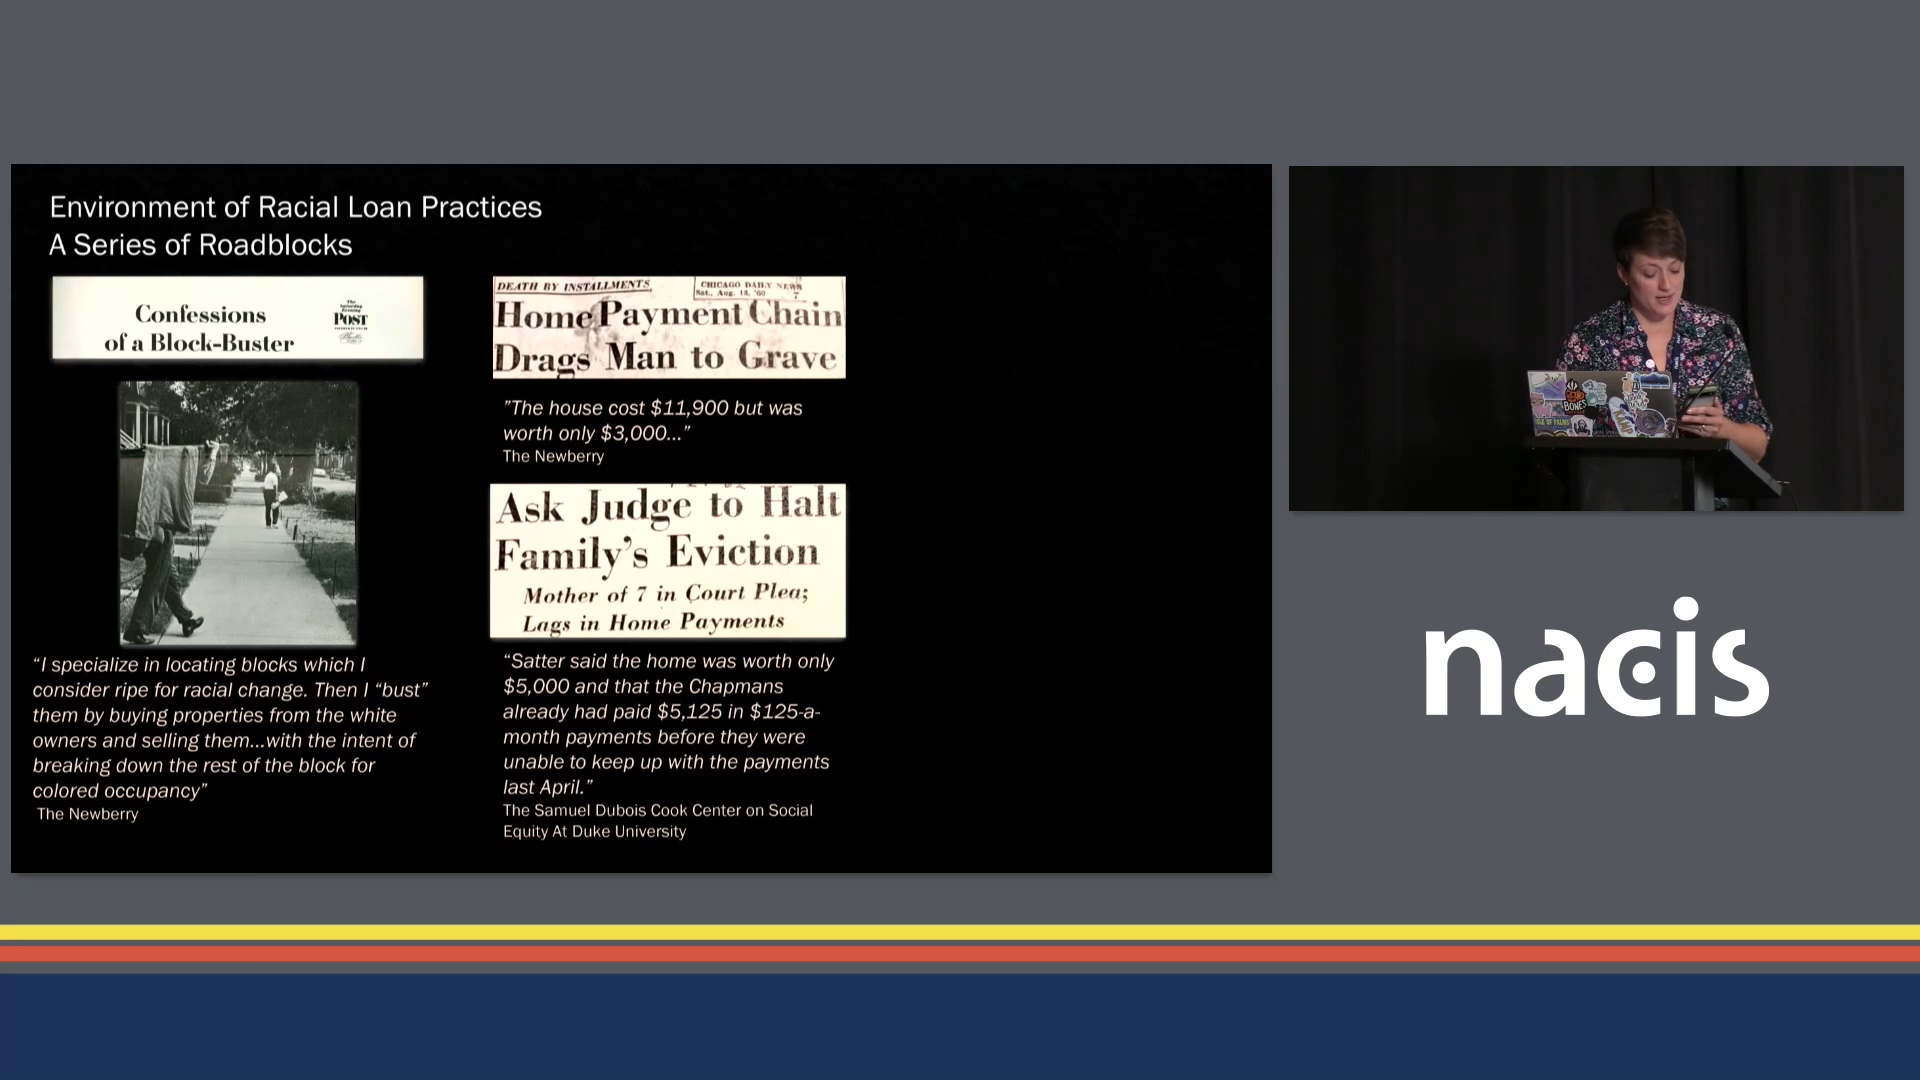 Environment of Racial Loan Practices
A Series of Roadblocks
Confessions
of a Block-Buster
The
Saturday
Evening
POST
"I specialize in locating blocks which I
consider ripe for racial change. Then I "bust"
them by buying properties from the white
owners and selling them...with the intent of
breaking down the rest of the block for
colored occupancy"
The Newberry
DEATH BY INSTALLMENTS
CHICAGO DAILY NEWS
Sat., Aug. 13, '60
7
Home Payment Chain
Drags Man to Grave
"The house cost $11,900 but was
worth only $3,000..."
The Newberry
Ask Judge to Halt
Family's Eviction
Mother of 7 in Court Plea;
Lags in Home Payments
"Satter said the home was worth only
$5,000 and that the Chapmans
already had paid $5,125 in $125-a-
month payments before they were
unable to keep up with the payments
last April."
The Samuel Dubois Cook Center on Social
Equity At Duke University
BONES
ISLE OF PALMS
nacis